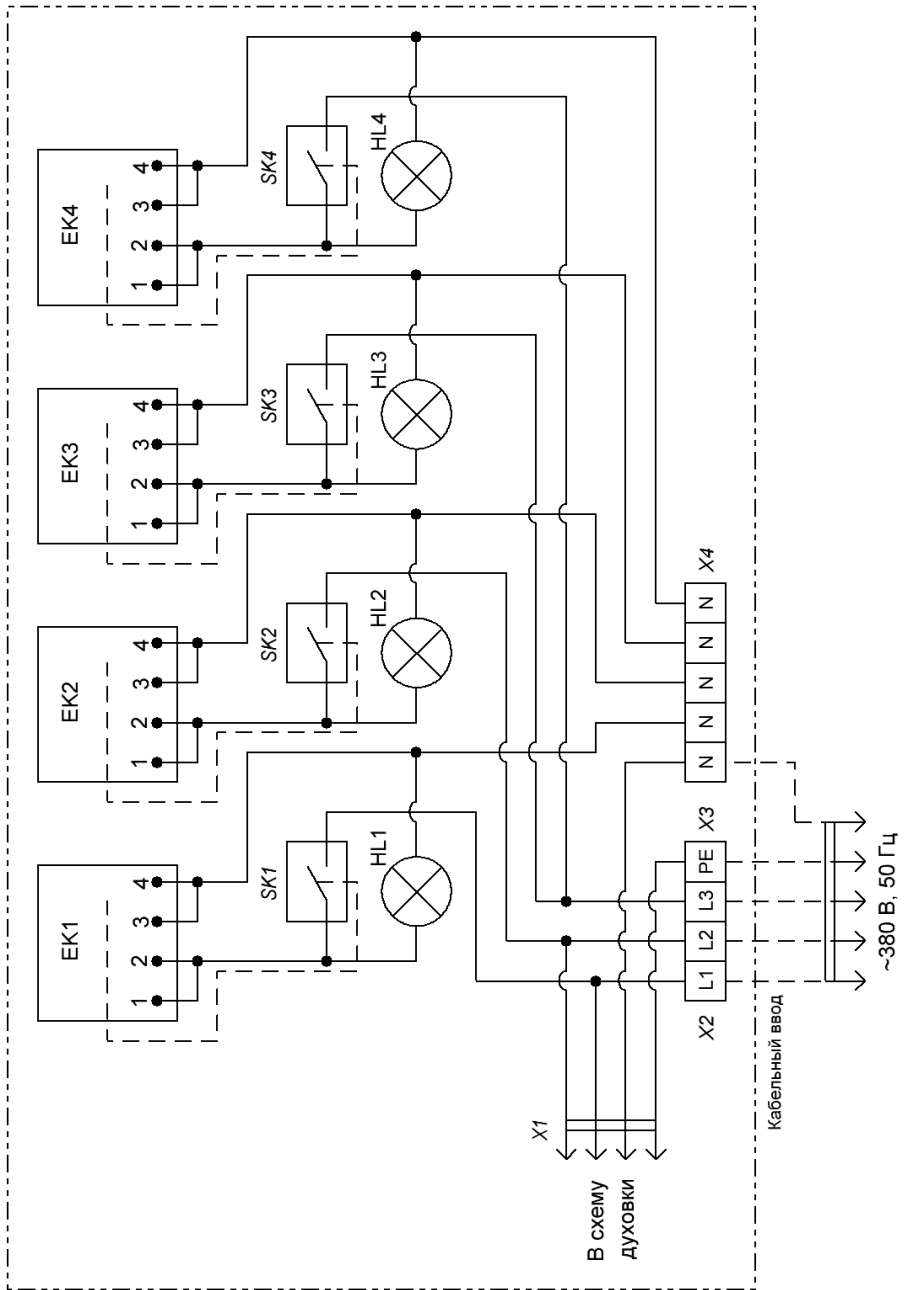 EK1
1 2 3 4
EK2
1 2 3 4
EK3
1 2 3 4
EK4
1 2 3 4
SK1
SK2
SK3
SK4
HL1
HL2
HL3
HL4
X1
В схему
духовки
X2
L1 L2 L3 PE
X3
N N N N N
X4
Кабельный ввод
~380 В, 50 Гц